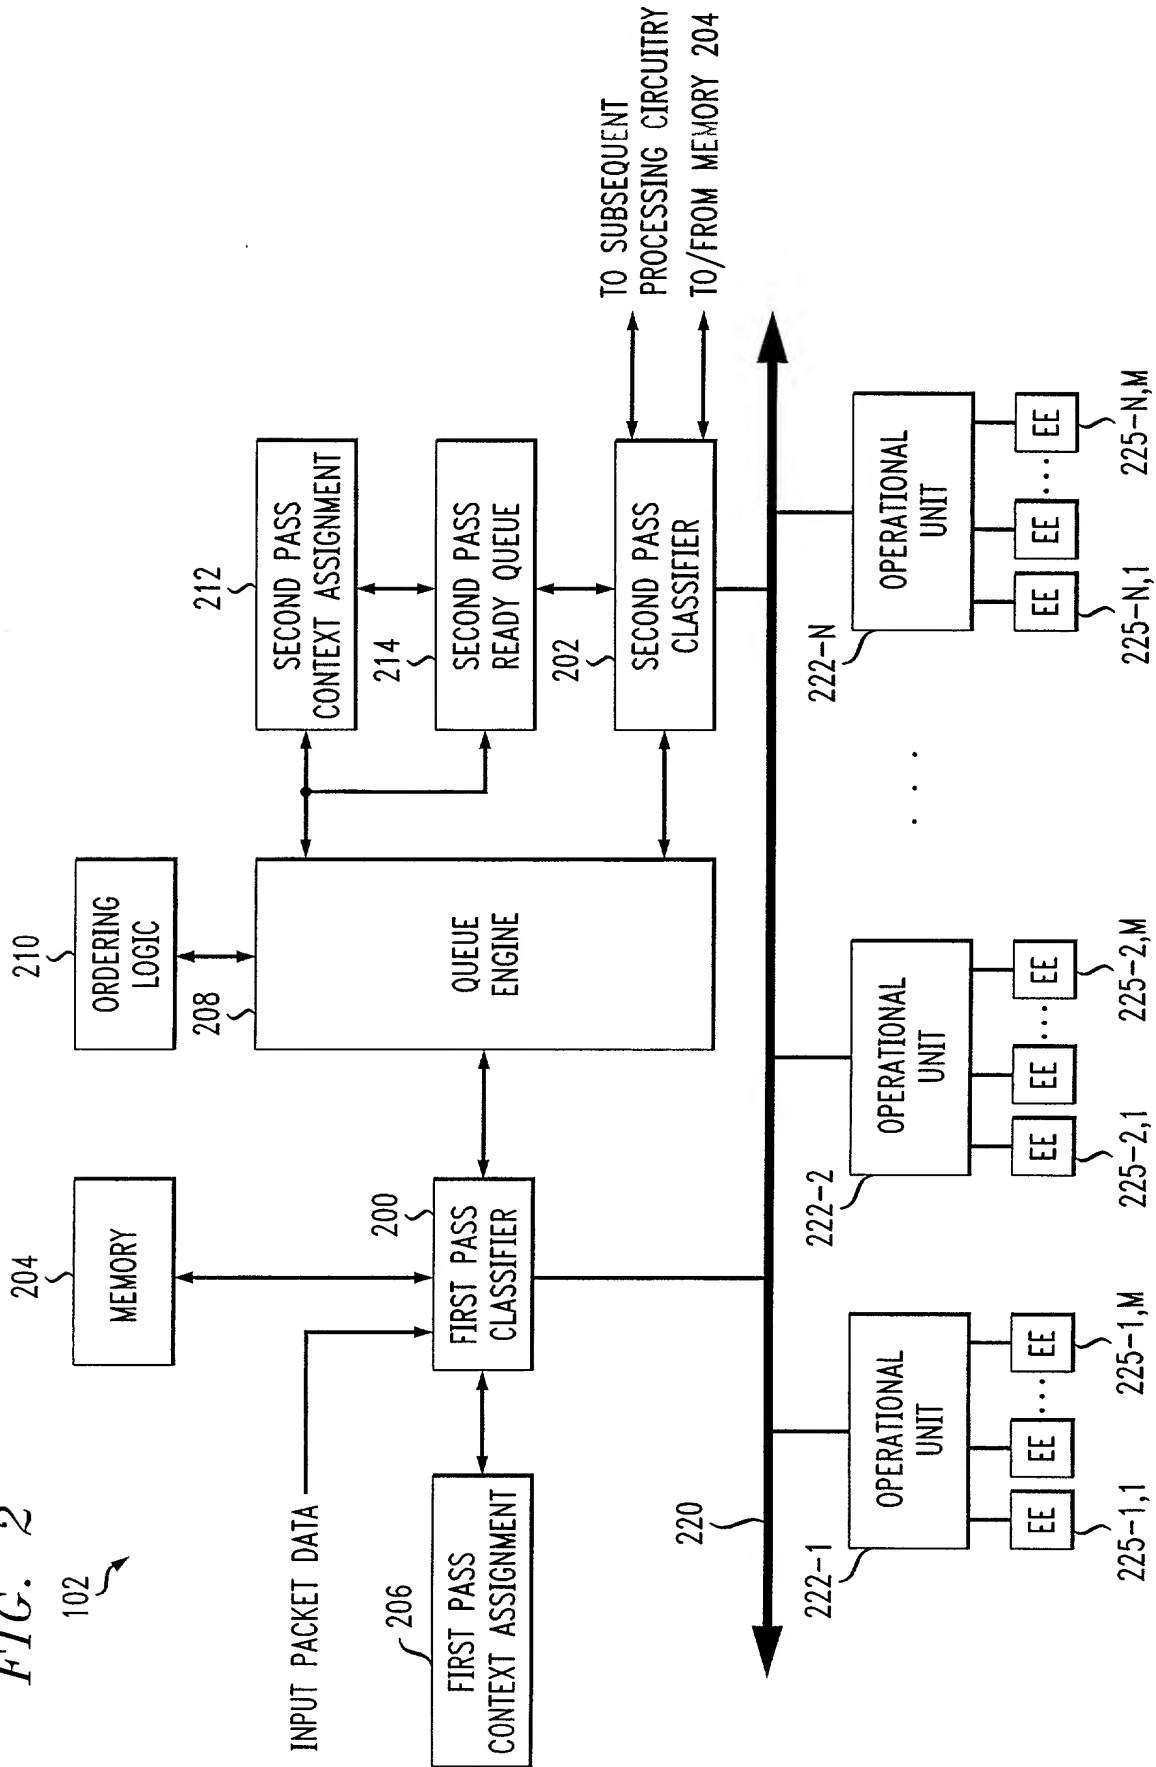 FIG. 2
102
204
MEMORY
210
ORDERING
LOGIC
INPUT PACKET DATA
208
QUEUE
ENGINE
212
SECOND PASS
CONTEXT ASSIGNMENT
206
FIRST PASS
CONTEXT ASSIGNMENT
200
FIRST PASS
CLASSIFIER
214
SECOND PASS
READY QUEUE
202
SECOND PASS
CLASSIFIER
TO SUBSEQUENT
PROCESSING CIRCUITRY
TO/FROM MEMORY 204
220
222-1
OPERATIONAL
UNIT
222-2
OPERATIONAL
UNIT
. . .
222-N
OPERATIONAL
UNIT
EE
EE
...
EE
EE
EE
...
EE
EE
EE
...
EE
225-1,1
225-1,M
225-2,1
225-2,M
225-N,1
225-N,M